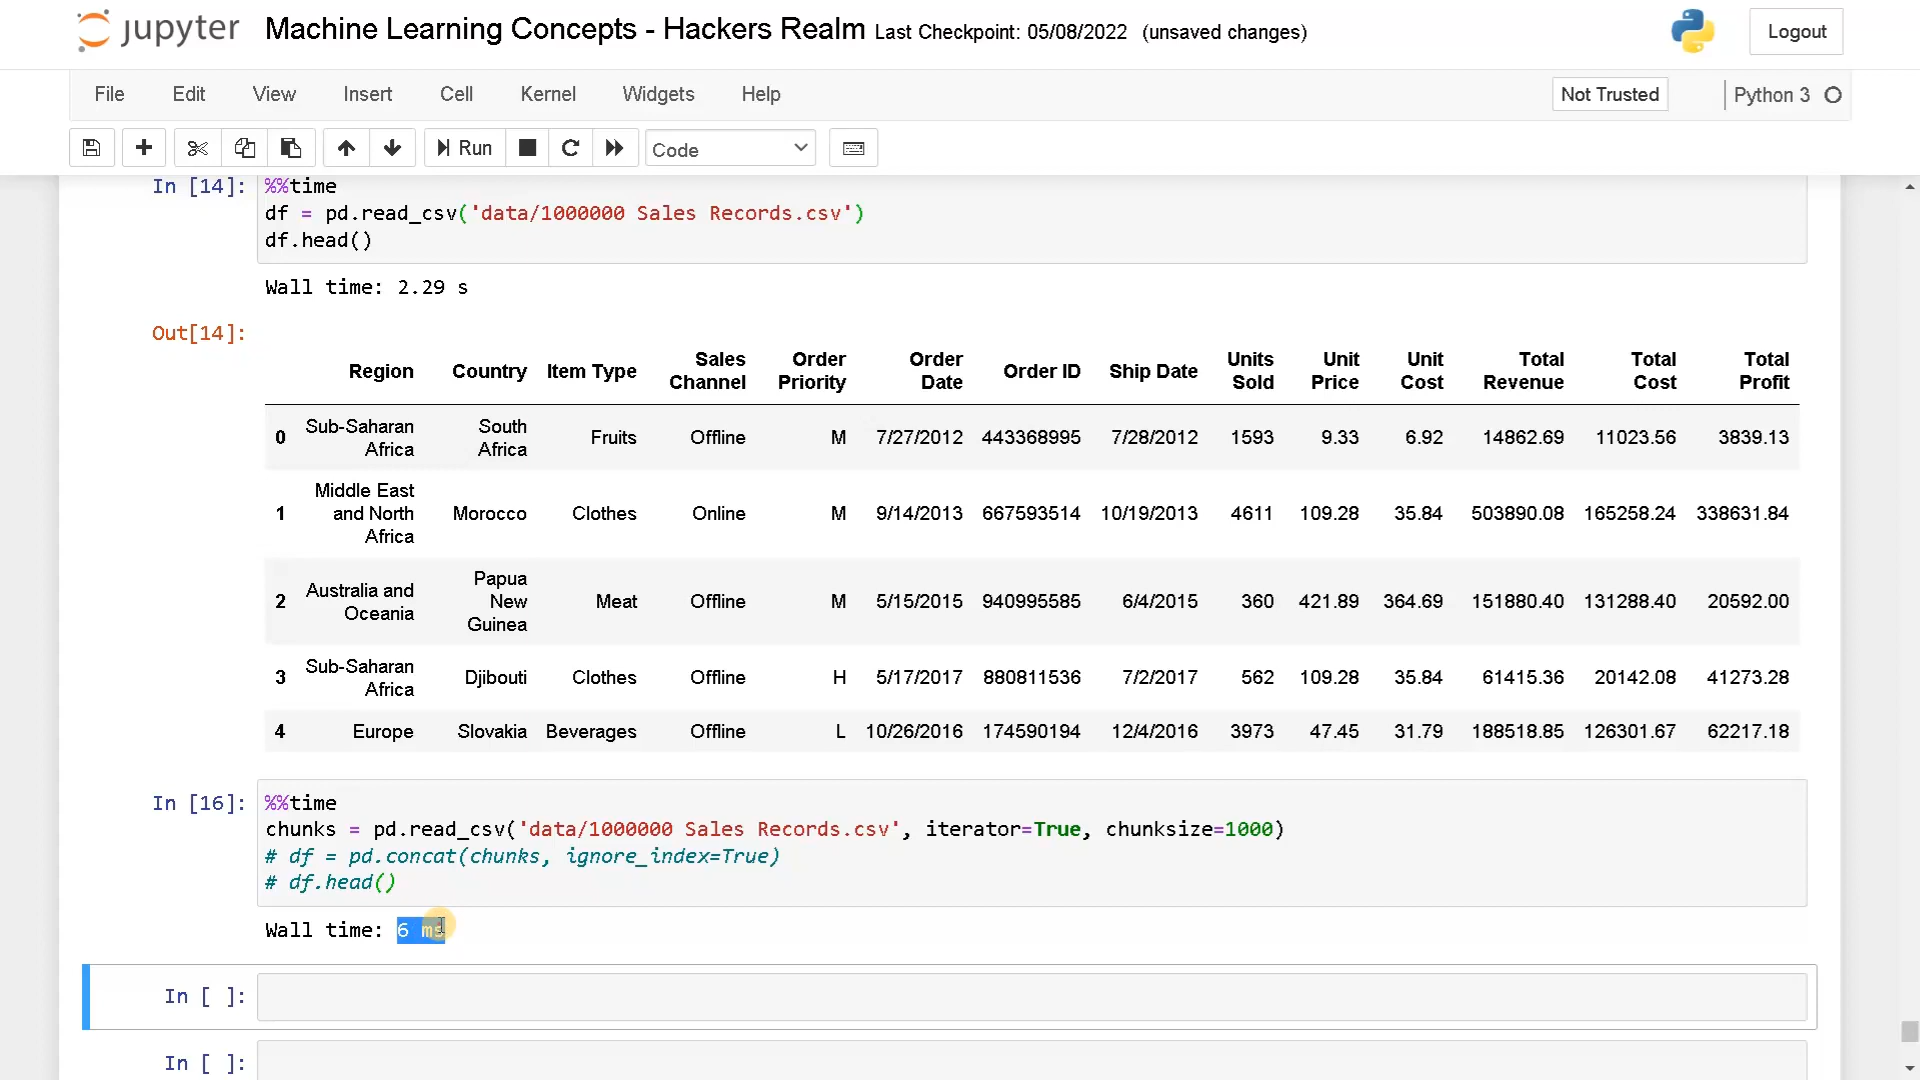 jupyter Machine Learning Concepts - Hackers Realm Last Checkpoint: 05/08/2022 (unsaved changes) Logout
File Edit View Insert Cell Kernel Widgets Help Not Trusted Python 3
Run Code
In [14]: %%time
df = pd.read_csv('data/1000000 Sales Records.csv')
df.head()
Wall time: 2.29 s
Out[14]:
Region Country Item Type Sales Channel Order Priority Order Date Order ID Ship Date Units Sold Unit Price Unit Cost Total Revenue Total Cost Total Profit
0 Sub-Saharan Africa South Africa Fruits Offline M 7/27/2012 443368995 7/28/2012 1593 9.33 6.92 14862.69 11023.56 3839.13
1 Middle East and North Africa Morocco Clothes Online M 9/14/2013 667593514 10/19/2013 4611 109.28 35.84 503890.08 165258.24 338631.84
2 Australia and Oceania Papua New Guinea Meat Offline M 5/15/2015 940995585 6/4/2015 360 421.89 364.69 151880.40 131288.40 20592.00
3 Sub-Saharan Africa Djibouti Clothes Offline H 5/17/2017 880811536 7/2/2017 562 109.28 35.84 61415.36 20142.08 41273.28
4 Europe Slovakia Beverages Offline L 10/26/2016 174590194 12/4/2016 3973 47.45 31.79 188518.85 126301.67 62217.18
In [16]: %%time
chunks = pd.read_csv('data/1000000 Sales Records.csv', iterator=True, chunksize=1000)
# df = pd.concat(chunks, ignore_index=True)
# df.head()
Wall time: 6 ms
In [ ]:
In [ ]: